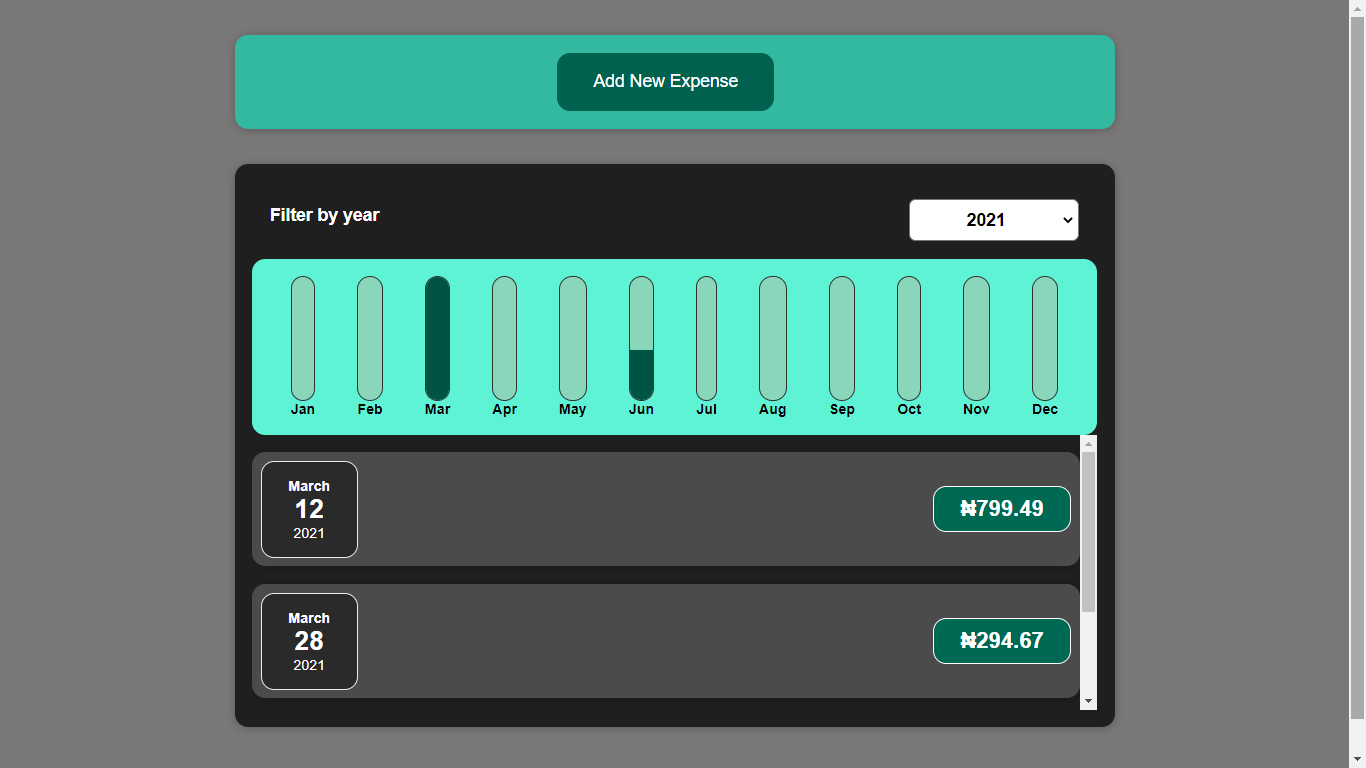 Add New Expense
Filter by year
2021
Jan Feb Mar Apr May Jun Jul Aug Sep Oct Nov Dec
March
12
2021
₦799.49
March
28
2021
₦294.67